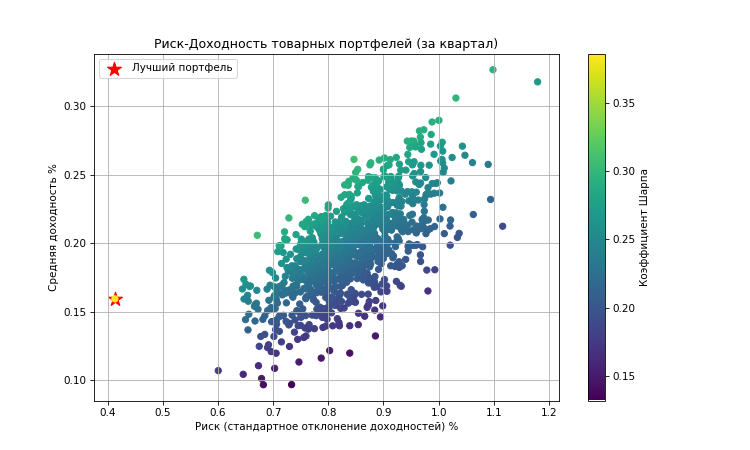 Риск-Доходность товарных портфелей (за квартал)
Лучший портфель
Средняя доходность %
0.30
0.25
0.20
0.15
0.10
0.4 0.5 0.6 0.7 0.8 0.9 1.0 1.1 1.2
Риск (стандартное отклонение доходностей) %
0.35
0.30
0.25
0.20
0.15
Коэффициент Шарпа